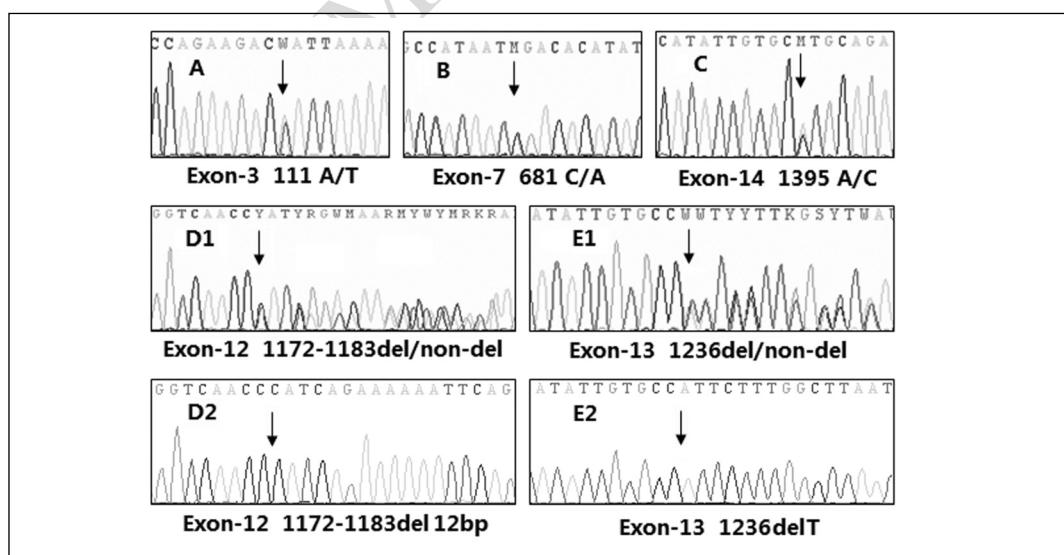 CCAGAAGACWATTAAAA
A
Exon-3 111 A/T
GCCATAATMGACACATAT
B
Exon-7 681 C/A
CATATTGTGCMTGCAGA
C
Exon-14 1395 A/C
GGTCAACCYATYRGWMAARMYWYMRKRA
D1
Exon-12 1172-1183del/non-del
ATATTGTGCCWWTYYTTKGSYTWA
E1
Exon-13 1236del/non-del
GGTCAACCCATCAGAAAAAATTCAG
D2
Exon-12 1172-1183del 12bp
ATATTGTGCCATTCTTTGGCTTAAT
E2
Exon-13 1236delT